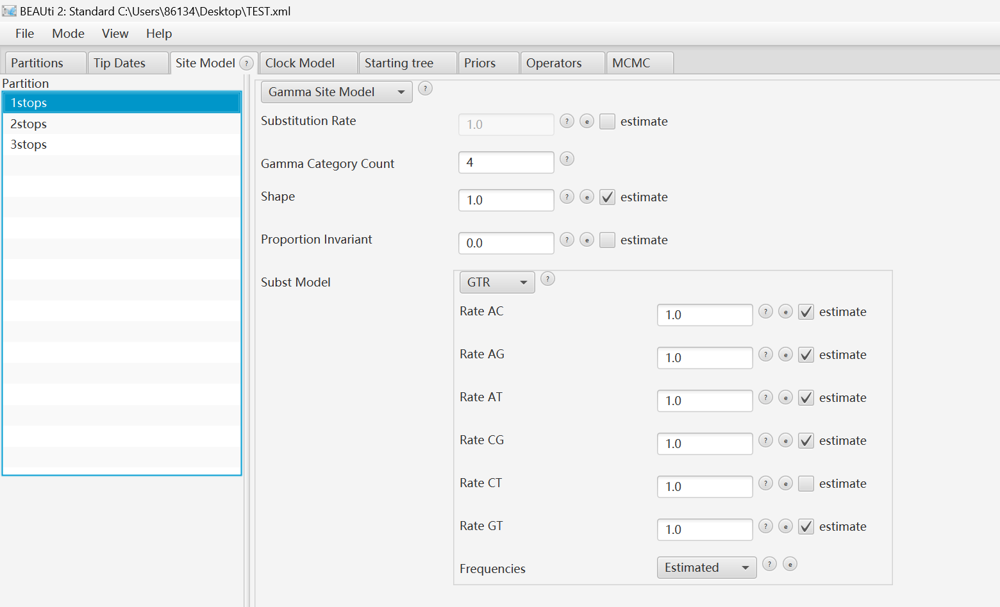 BEAUti 2: Standard C:\Users\86134\Desktop\TEST.xml
File Mode View Help
Partitions Tip Dates Site Model ? Clock Model Starting tree Priors Operators MCMC
Partition
1stops
2stops
3stops
Gamma Site Model ?
Substitution Rate 1.0 ? e estimate
Gamma Category Count 4 ?
Shape 1.0 ? e estimate
Proportion Invariant 0.0 ? e estimate
Subst Model GTR ?
Rate AC 1.0 ? e estimate
Rate AG 1.0 ? e estimate
Rate AT 1.0 ? e estimate
Rate CG 1.0 ? e estimate
Rate CT 1.0 ? e estimate
Rate GT 1.0 ? e estimate
Frequencies Estimated ? e